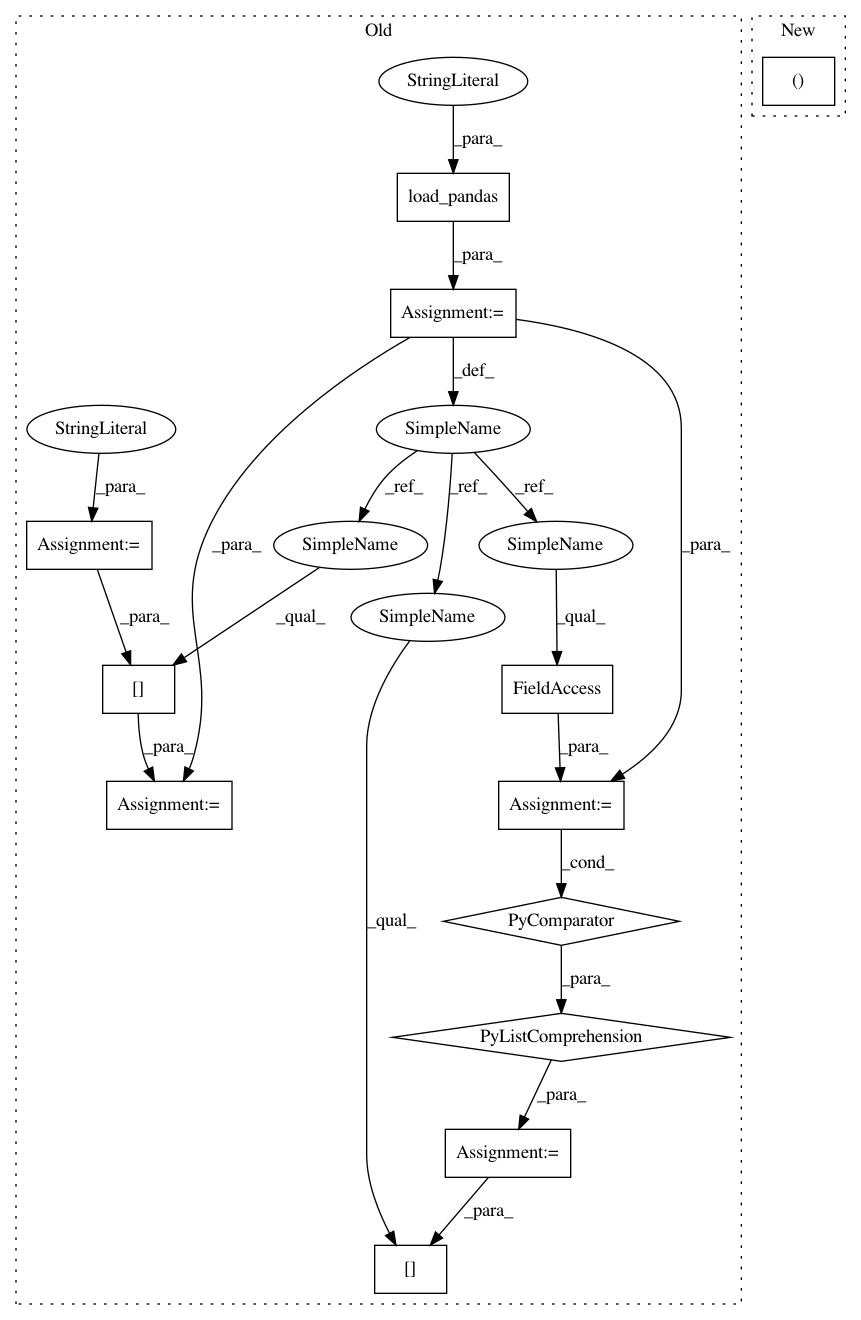 Old
New
StringLiteral
()
_para_
load_pandas
_para_
Assignment:=
_def_
StringLiteral
SimpleName
_para_
_para_
_ref_
_ref_
_ref_
_para_
Assignment:=
SimpleName
SimpleName
_para_
_qual_
SimpleName
_qual_
[]
FieldAccess
_para_
_para_
Assignment:=
Assignment:=
_cond_
_qual_
PyComparator
_para_
PyListComprehension
_para_
Assignment:=
_para_
[]